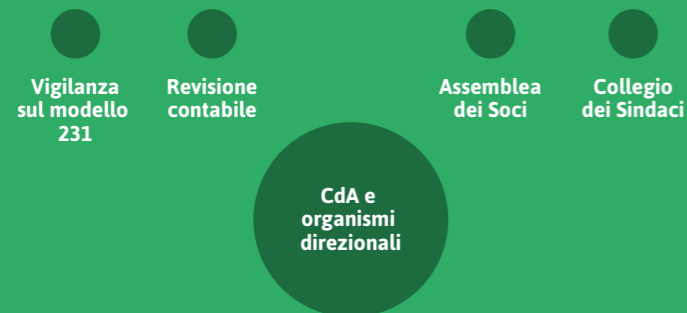 Vigilanza
sul modello
231
Revisione
contabile
Assemblea
dei Soci
Collegio
dei Sindaci
CdA e
organismi
direzionali